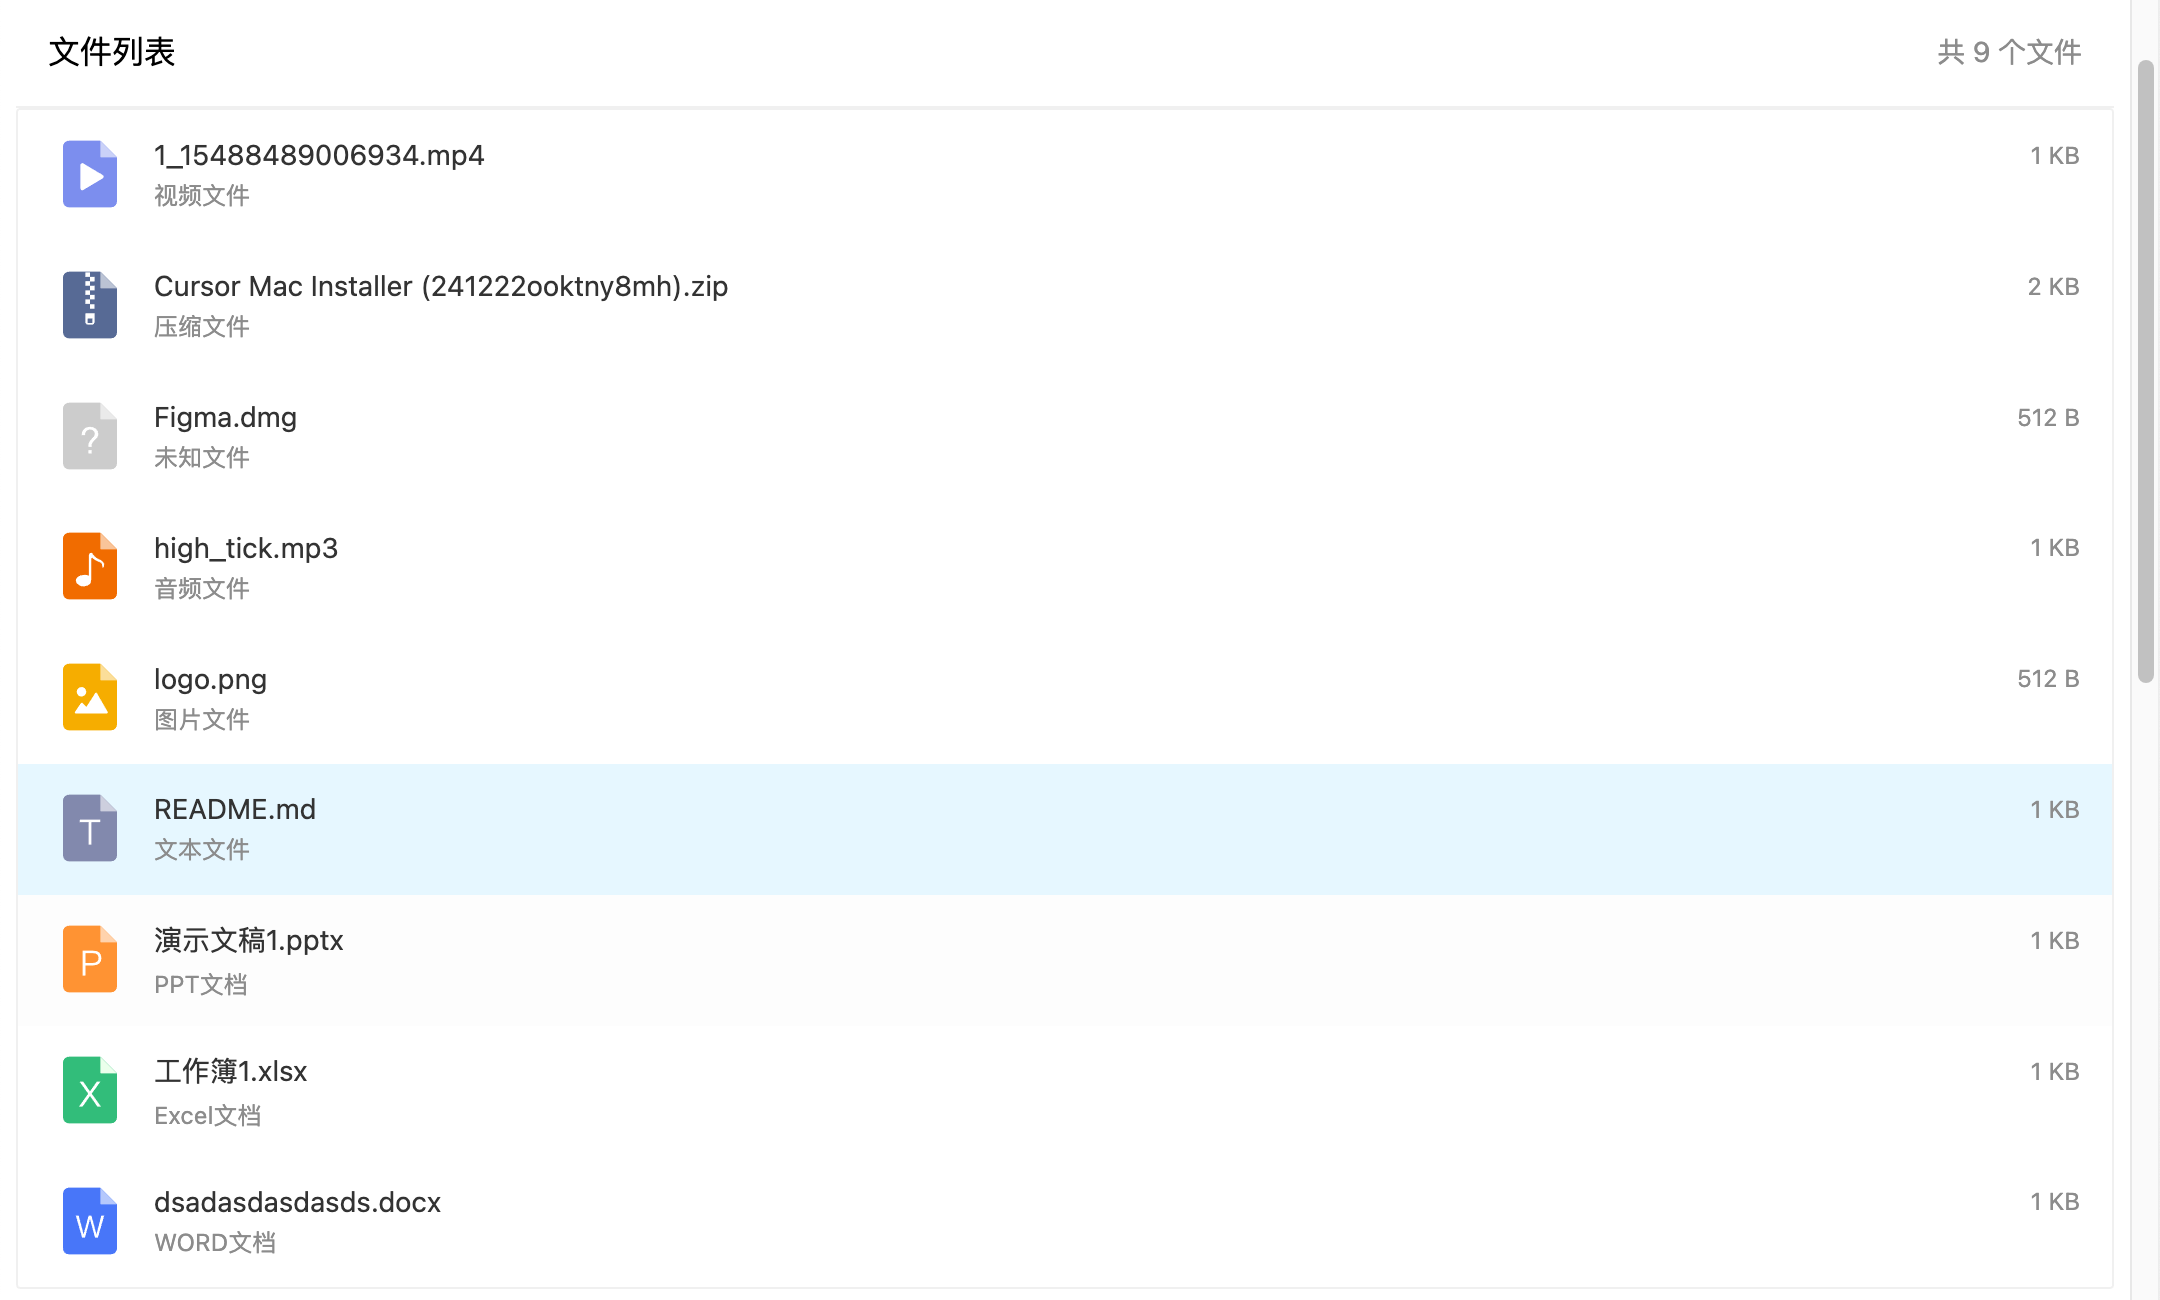 文件列表
共 9 个文件
1_15488489006934.mp4
1 KB
视频文件
Cursor Mac Installer (241222ooktny8mh).zip
2 KB
压缩文件
?
Figma.dmg
512 B
未知文件
high_tick.mp3
1 KB
音频文件
logo.png
512 B
图片文件
T
README.md
1 KB
文本文件
P
演示文稿1.pptx
1 KB
PPT文档
X
工作簿1.xlsx
1 KB
Excel文档
W
dsadasdasdasds.docx
1 KB
WORD文档